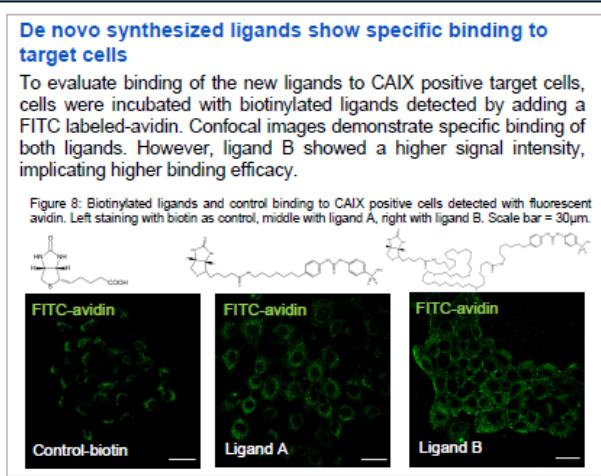 De novo synthesized ligands show specific binding to
target cells
To evaluate binding of the new ligands to CAIX positive target cells,
cells were incubated with biotinylated ligands detected by adding a
FITC labeled-avidin. Confocal images demonstrate specific binding of
both ligands. However, ligand B showed a higher signal intensity,
implicating higher binding efficacy.
Figure 8: Biotinylated ligands and control binding to CAIX positive cells detected with fluorescent
avidin. Left staining with biotin as control, middle with ligand A, right with ligand B. Scale bar = 30µm.
O
HN NH
H H
S
COOH
FITC-avidin
FITC-avidin
FITC-avidin
Control-biotin
Ligand A
Ligand B